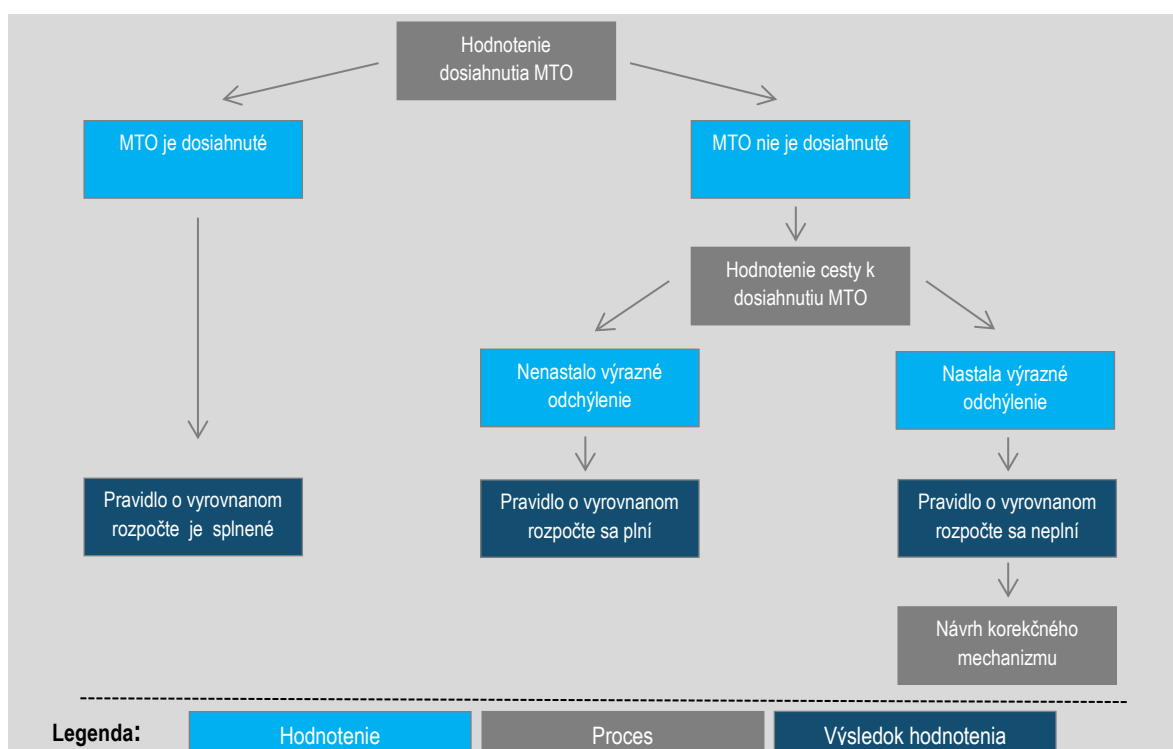 Hodnotenie
dosiahnutia MTO
MTO je dosiahnuté
MTO nie je dosiahnuté
Hodnotenie cesty k
dosiahnutiu MTO
Nenastalo výrazné
odchýlenie
Nastala výrazné
odchýlenie
Pravidlo o vyrovnanom
rozpočte je splnené
Pravidlo o vyrovnanom
rozpočte sa plní
Pravidlo o vyrovnanom
rozpočte sa neplní
Návrh korekčného
mechanizmu
Legenda:
Hodnotenie
Proces
Výsledok hodnotenia